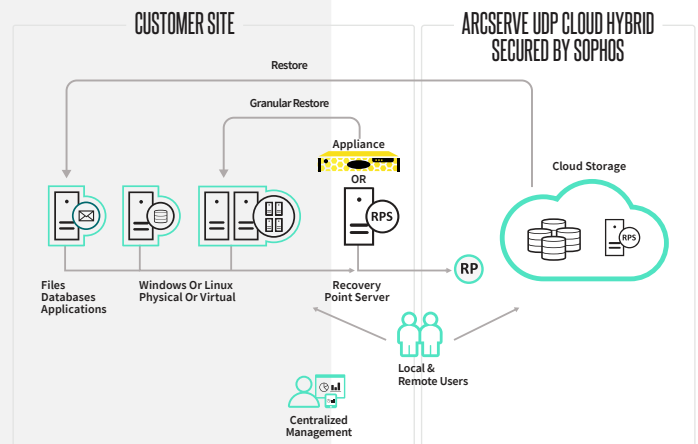 CUSTOMER SITE
ARCSERVE UDP CLOUD HYBRID
SECURED BY SOPHOS
Restore
Granular Restore
Appliance
OR
RPS
Cloud Storage
RPS
RP
Files
Databases
Applications
Windows Or Linux
Physical Or Virtual
Recovery
Point Server
Local &
Remote Users
Centralized
Management